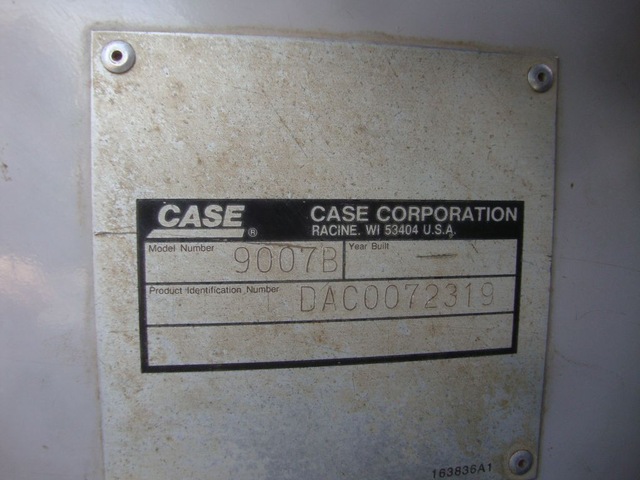 CASE ® CASE CORPORATION
RACINE. WI 53404 U.S.A.
Model Number 9007B Year Built —
Product Identification Number DAC0072319
163836A1